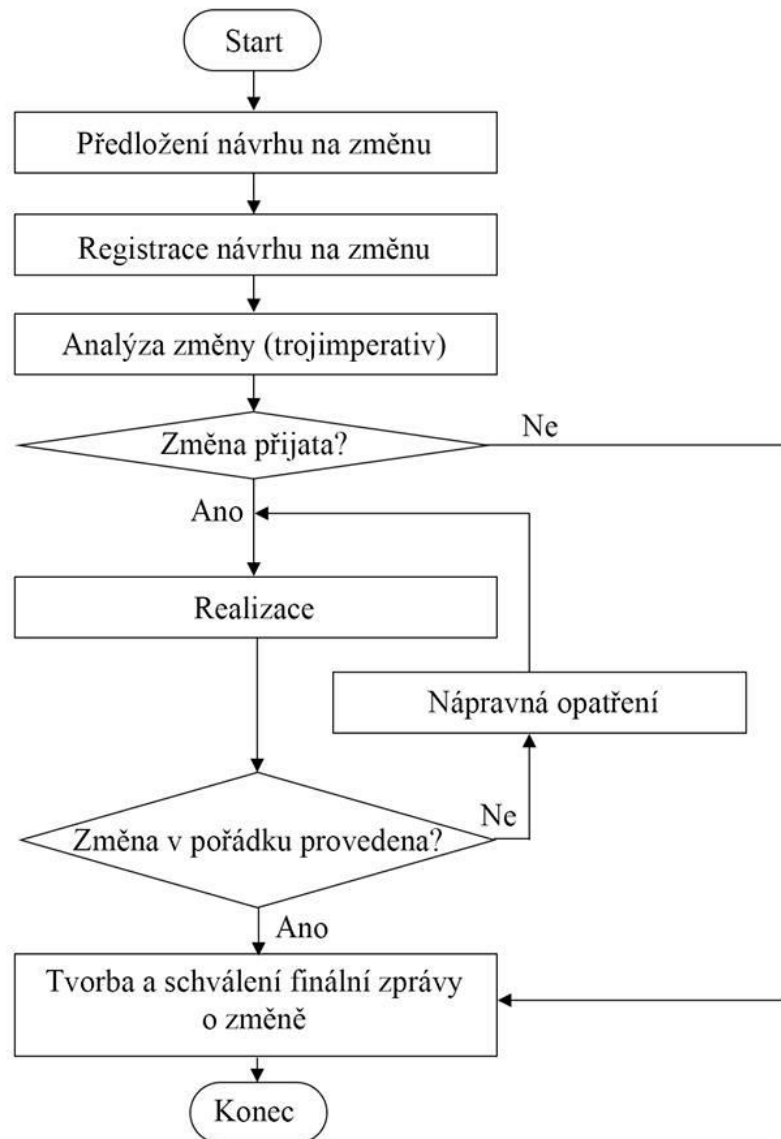 Start
Předložení návrhu na změnu
Registrace návrhu na změnu
Analýza změny (trojimperativ)
Změna přijata?
Ne
Ano
Realizace
Nápravná opatření
Změna v pořádku provedena?
Ne
Ano
Tvorba a schválení finální zprávy
o změně
Konec